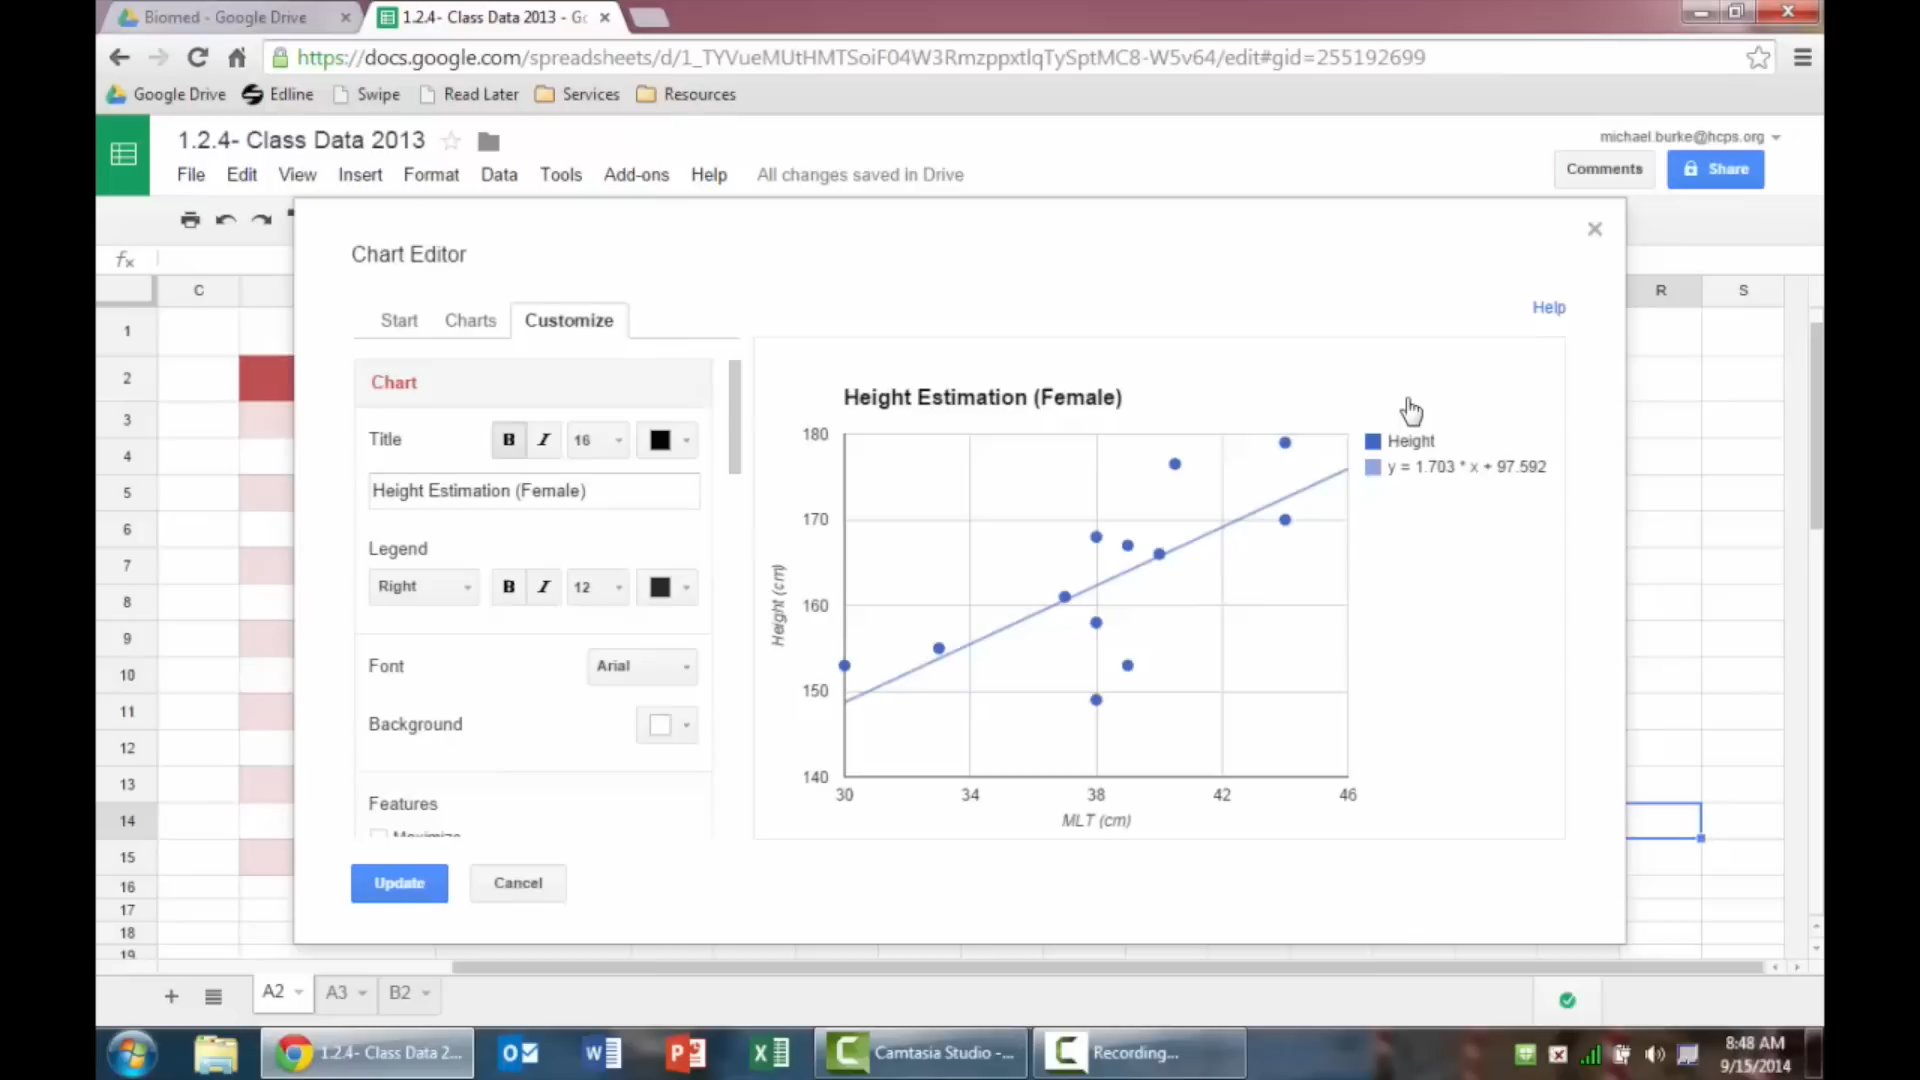 Biomed - Google Drive
1.2.4- Class Data 2013 - Go
https://docs.google.com/spreadsheets/d/1_TYVueMUtHMTSoiF04W3RmzppxtlqTySptMC8-W5v64/edit#gid=255192699
Google Drive Edline Swipe Read Later Services Resources
1.2.4- Class Data 2013
michael.burke@hcps.org
File Edit View Insert Format Data Tools Add-ons Help All changes saved in Drive
Comments Share
fx
C R S
1
2
3
4
5
6
7
8
9
10
11
12
13
14
15
16
17
18
19
Chart Editor
Help
Start Charts Customize
Chart
Title B I 16
Height Estimation (Female)
Legend
Right B I 12
Font Arial
Background
Features
Maximize
Update Cancel
Height Estimation (Female)
Height
y = 1.703 * x + 97.592
180
170
160
150
140
Height (cm)
30 34 38 42 46
MLT (cm)
A2 A3 B2
1.2.4- Class Data 2...
Camtasia Studio -...
Recording...
8:48 AM
9/15/2014